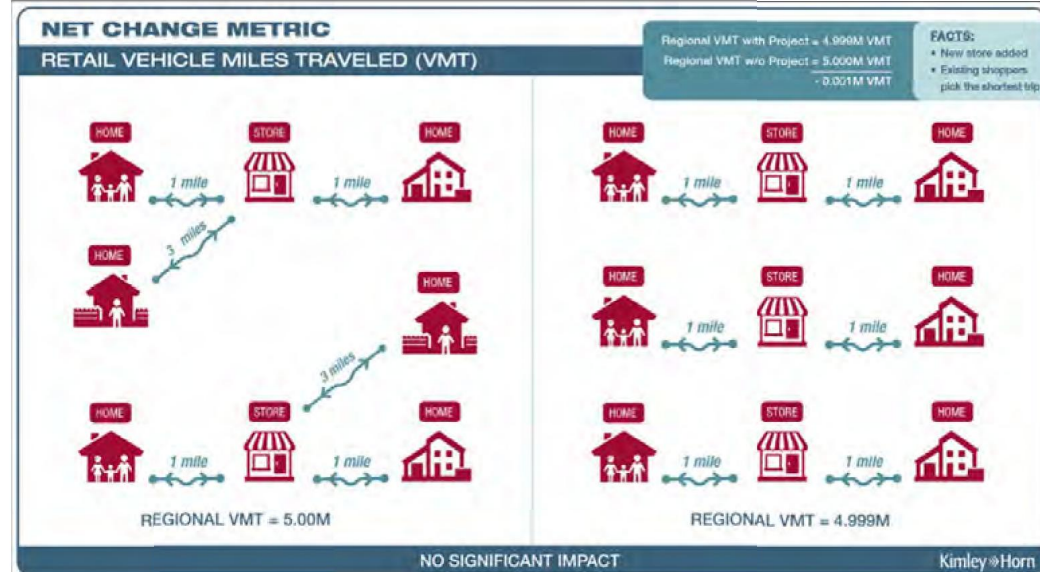 NET CHANGE METRIC
RETAIL VEHICLE MILES TRAVELED (VMT)
Regional VMT with Project = 4.999M VMT
Regional VMT w/o Project = 5.000M VMT
- 0.001M VMT
FACTS:
• New store added
• Existing shoppers
pick the shortest trip
HOME
STORE
HOME
1 mile
1 mile
3 miles
HOME
HOME
3 miles
HOME
STORE
HOME
1 mile
1 mile
REGIONAL VMT = 5.00M
HOME
STORE
HOME
1 mile
1 mile
HOME
STORE
HOME
1 mile
1 mile
HOME
STORE
HOME
1 mile
1 mile
REGIONAL VMT = 4.999M
NO SIGNIFICANT IMPACT
Kimley»Horn